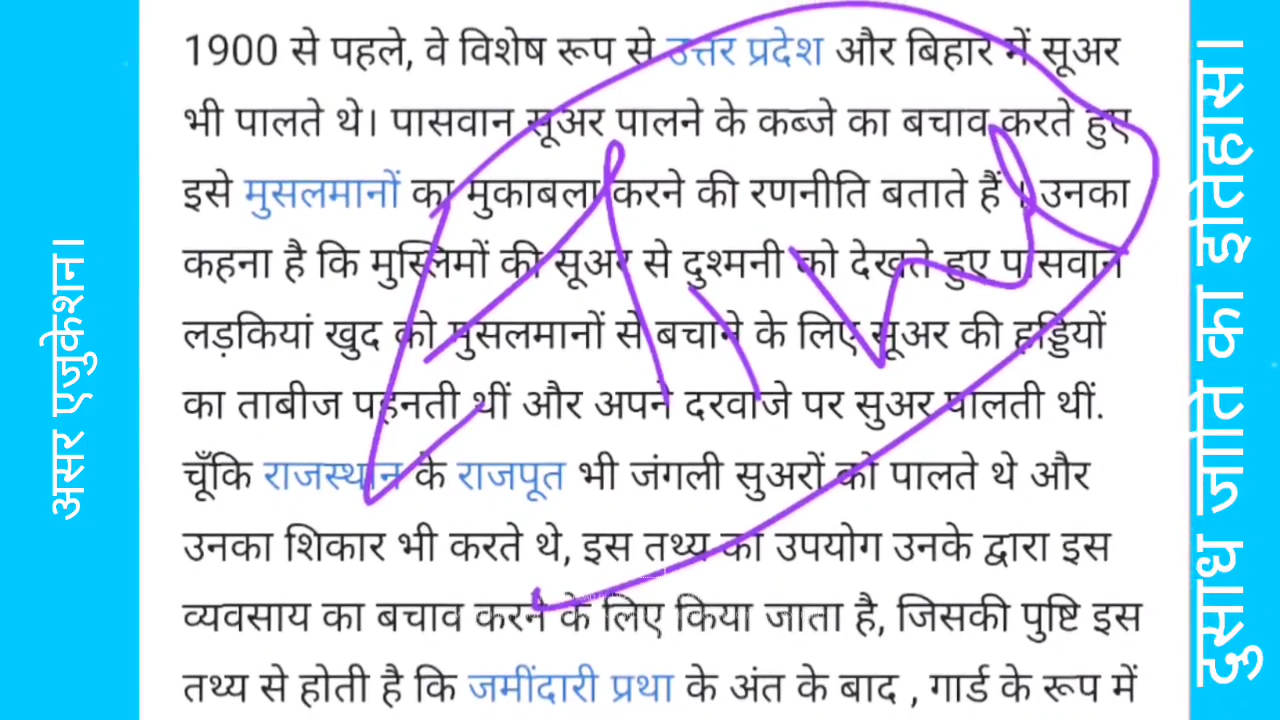 असर एजुकेशन।
1900 से पहले, वे विशेष रूप से उत्तर प्रदेश और बिहार में सूअर
भी पालते थे। पासवान सूअर पालने के कब्जे का बचाव करते हुए
इसे मुसलमानों का मुकाबला करने की रणनीति बताते हैं । उनका
कहना है कि मुस्लिमों की सूअर से दुश्मनी को देखते हुए पासवान
लड़कियां खुद को मुसलमानों से बचाने के लिए सूअर की हड्डियों
का ताबीज पहनती थीं और अपने दरवाजे पर सुअर पालती थीं.
चूँकि राजस्थान के राजपूत भी जंगली सुअरों को पालते थे और
उनका शिकार भी करते थे, इस तथ्य का उपयोग उनके द्वारा इस
व्यवसाय का बचाव करने के लिए किया जाता है, जिसकी पुष्टि इस
तथ्य से होती है कि जमींदारी प्रथा के अंत के बाद , गार्ड के रूप में
दुसाध जाति का इतिहास।